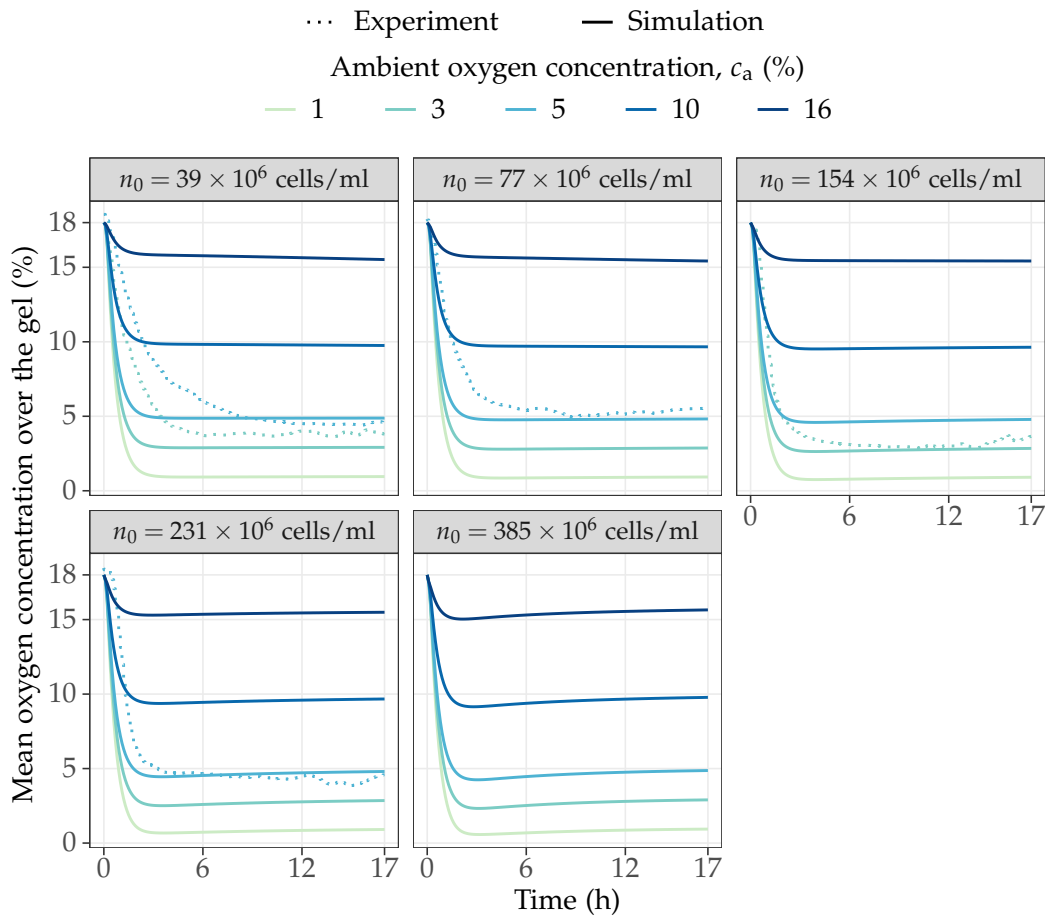 Experiment Simulation
Ambient oxygen concentration, cₐ (%)
1 3 5 10 16
n₀ = 39 × 10⁶ cells/ml
n₀ = 77 × 10⁶ cells/ml
n₀ = 154 × 10⁶ cells/ml
18
15
10
5
0
0 6 12 17
n₀ = 231 × 10⁶ cells/ml
n₀ = 385 × 10⁶ cells/ml
18
15
10
5
0
0 6 12 17
0 6 12 17
Mean oxygen concentration over the gel (%)
Time (h)